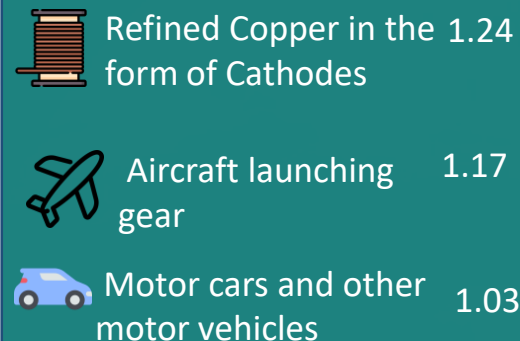 Refined Copper in the 1.24
form of Cathodes
Aircraft launching 1.17
gear
Motor cars and other 1.03
motor vehicles